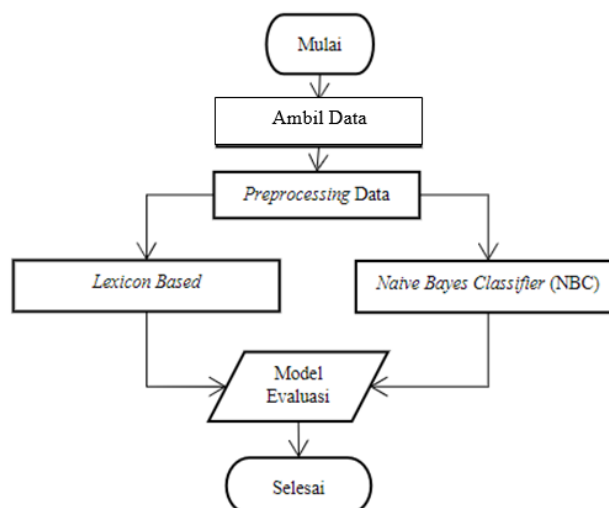 Mulai
Ambil Data
Preprocessing Data
Lexicon Based
Naive Bayes Classifier (NBC)
Model
Evaluasi
Selesai